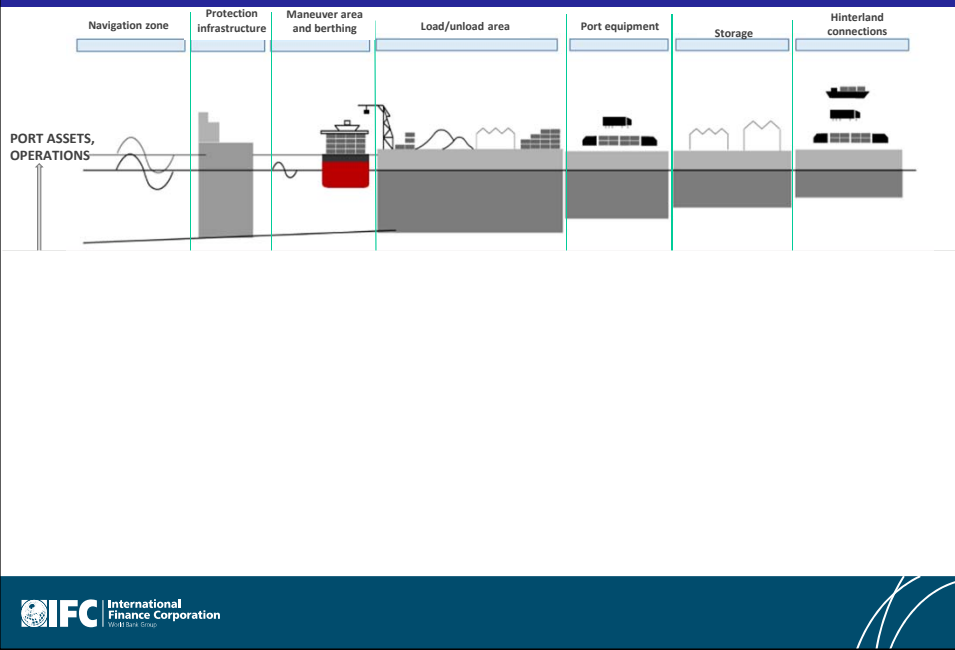 Navigation zone
Protection
infrastructure
Maneuver area
and berthing
Load/unload area
Port equipment
Storage
Hinterland
connections
PORT ASSETS,
OPERATIONS
IFC
International
Finance Corporation
World Bank Group